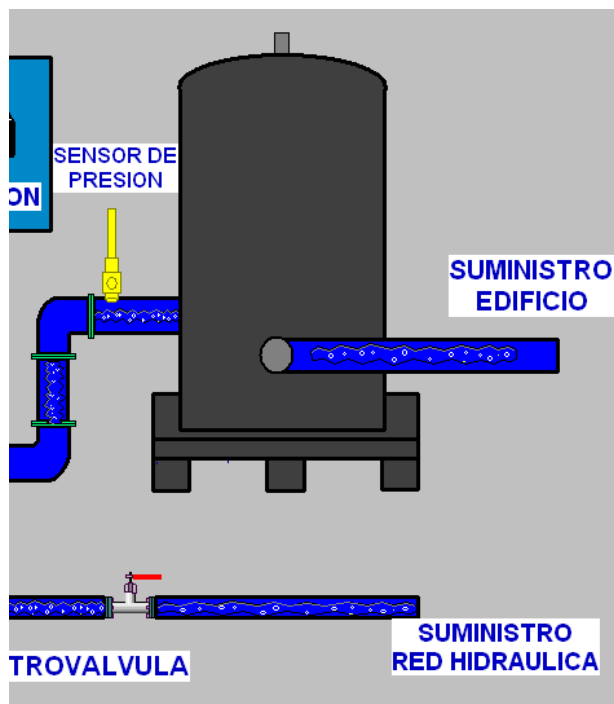 SENSOR DE
PRESION
ON
SUMINISTRO
EDIFICIO
TROVALVULA
SUMINISTRO
RED HIDRAULICA